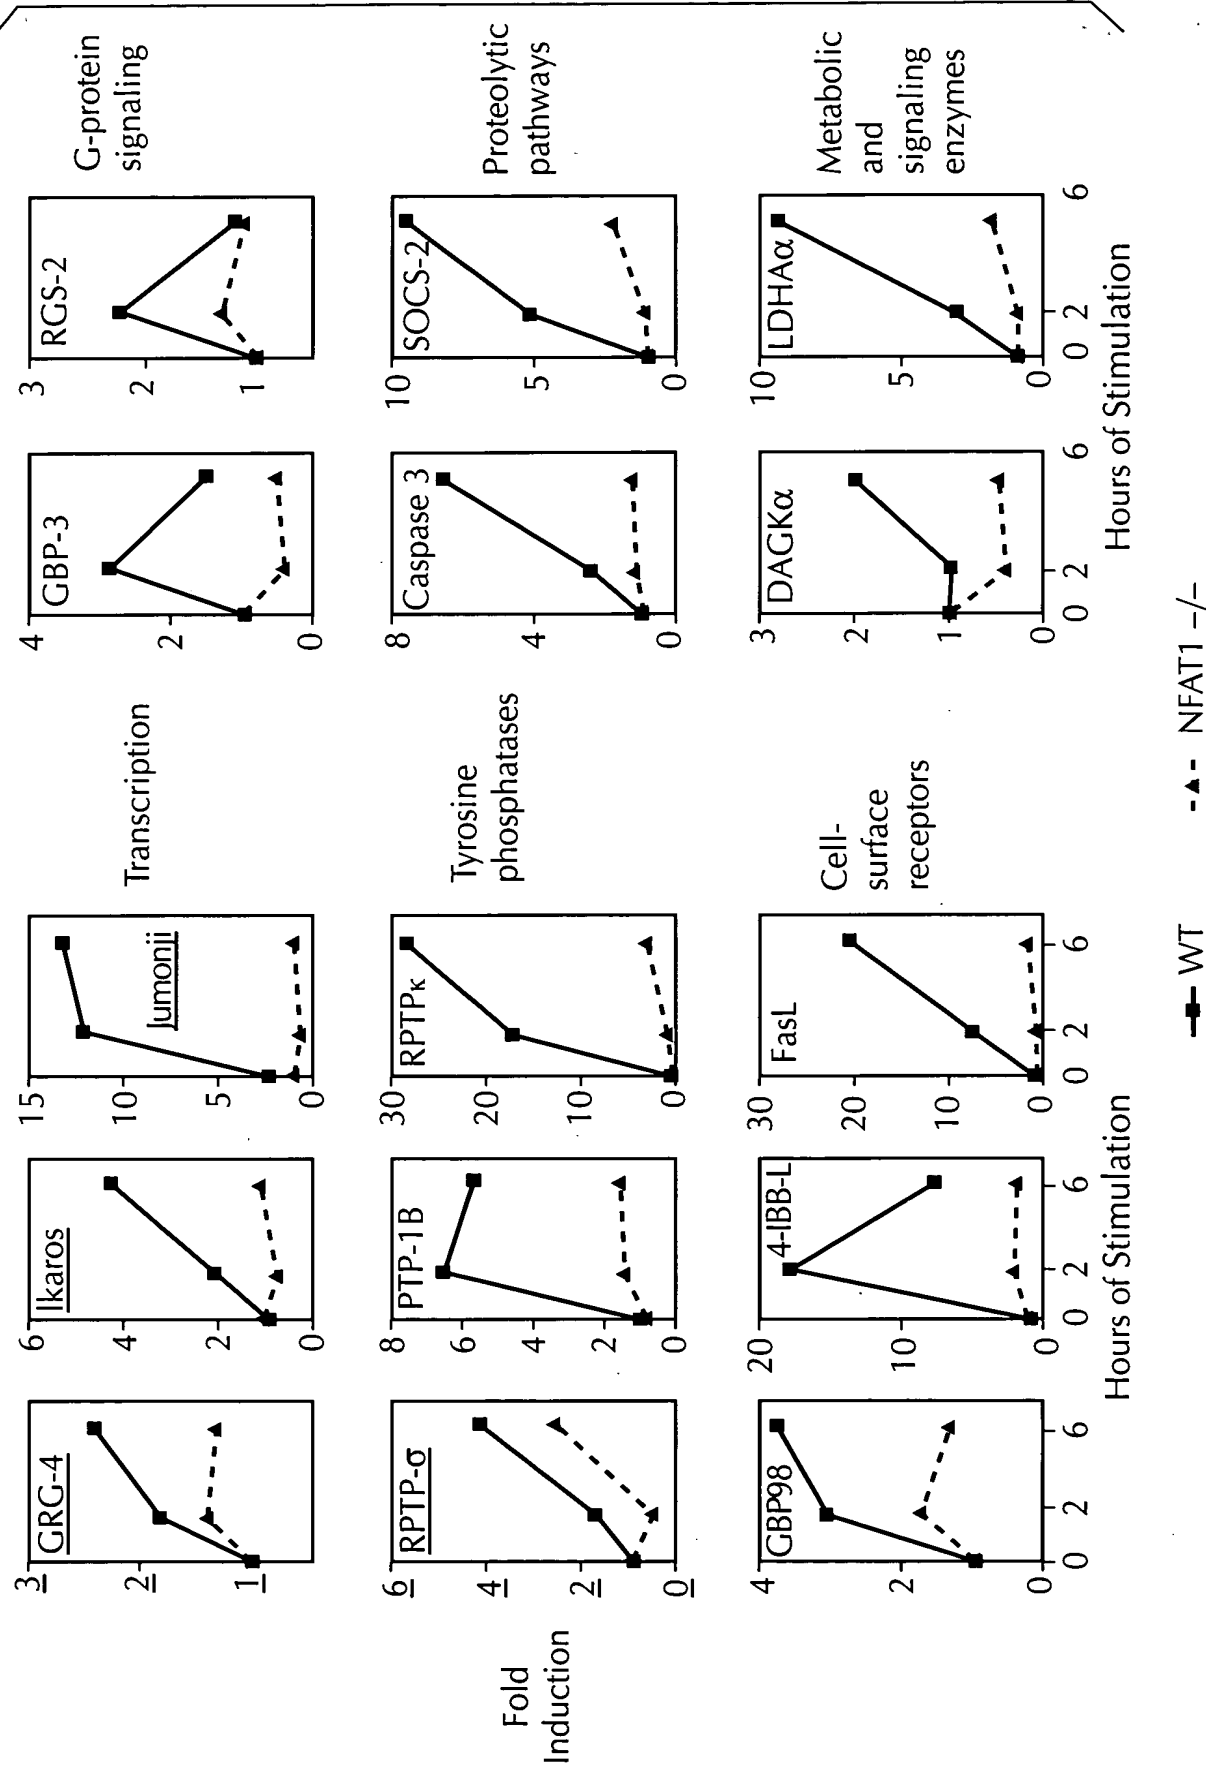 GRG-4
3
2
1
Ikaros
6
4
2
0
Jumonji
15
10
5
0
Transcription
GBP-3
4
2
0
RGS-2
3
2
1
G-protein
signaling
Fold
Induction
RPTP-σ
6
4
2
0
PTP-1B
8
6
4
2
0
RPTPκ
30
20
10
0
Tyrosine
phosphatases
Caspase 3
8
4
0
SOCS-2
10
5
0
Proteolytic
pathways
GBP98
4
2
0
0 2 6
4-IBB-L
20
10
0
0 2 6
FasL
30
20
10
0
0 2 6
Cell-
surface
receptors
DAGKα
3
2
1
0
0 2 6
LDHAα
10
5
0
0 2 6
Metabolic
and
signaling
enzymes
Hours of Stimulation
Hours of Stimulation
WT
NFAT1 –/–